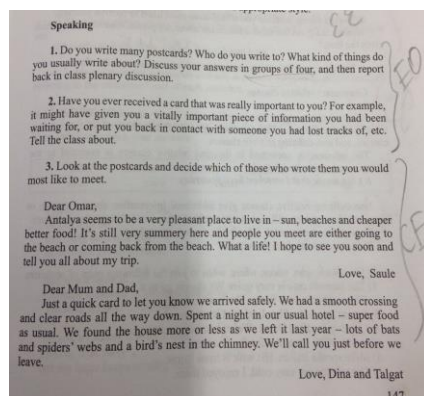 Speaking
1. Do you write many postcards? Who do you write to? What kind of things do
you usually write about? Discuss your answers in groups of four, and then report
back in class plenary discussion.
2. Have you ever received a card that was really important to you? For example,
it might have given you a vitally important piece of information you had been
waiting for, or put you back in contact with someone you had lost tracks of, etc.
Tell the class about.
3. Look at the postcards and decide which of those who wrote them you would
most like to meet.
Dear Omar,
Antalya seems to be a very pleasant place to live in – sun, beaches and cheaper
better food! It's still very summery here and people you meet are either going to
the beach or coming back from the beach. What a life! I hope to see you soon and
tell you all about my trip.
Love, Saule
Dear Mum and Dad,
Just a quick card to let you know we arrived safely. We had a smooth crossing
and clear roads all the way down. Spent a night in our usual hotel – super food
as usual. We found the house more or less as we left it last year – lots of bats
and spiders' webs and a bird's nest in the chimney. We'll call you just before we
leave.
Love, Dina and Talgat